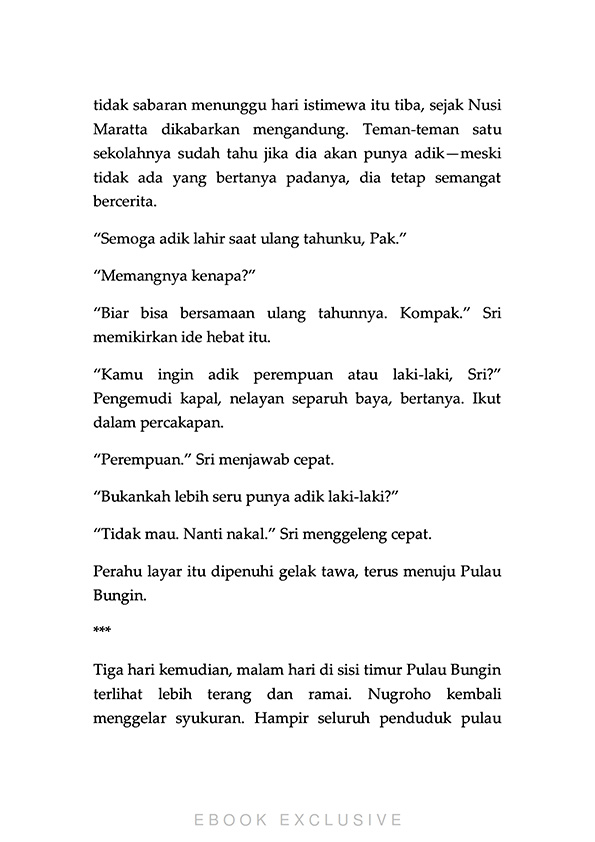 tidak sabaran menunggu hari istimewa itu tiba, sejak Nusi
Maratta dikabarkan mengandung. Teman-teman satu
sekolahnya sudah tahu jika dia akan punya adik—meski
tidak ada yang bertanya padanya, dia tetap semangat
bercerita.
“Semoga adik lahir saat ulang tahunku, Pak.”
“Memangnya kenapa?”
“Biar bisa bersamaan ulang tahunnya. Kompak.” Sri
memikirkan ide hebat itu.
“Kamu ingin adik perempuan atau laki-laki, Sri?”
Pengemudi kapal, nelayan separuh baya, bertanya. Ikut
dalam percakapan.
“Perempuan.” Sri menjawab cepat.
“Bukankah lebih seru punya adik laki-laki?”
“Tidak mau. Nanti nakal.” Sri menggeleng cepat.
Perahu layar itu dipenuhi gelak tawa, terus menuju Pulau
Bungin.
***
Tiga hari kemudian, malam hari di sisi timur Pulau Bungin
terlihat lebih terang dan ramai. Nugroho kembali
menggelar syukuran. Hampir seluruh penduduk pulau
EBOOK EXCLUSIVE